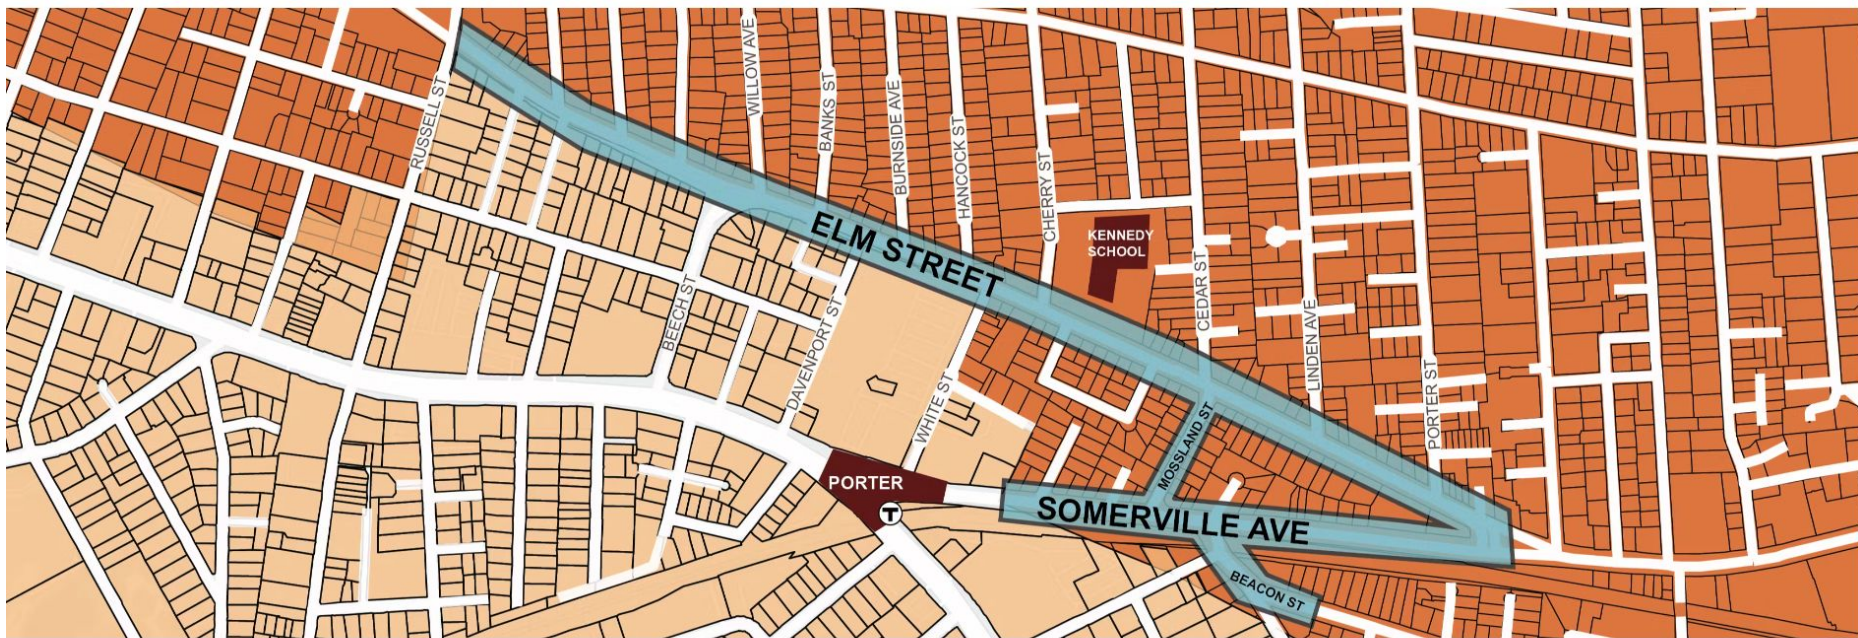 RUSSELL ST
WILLOW AVE
BANKS ST
BURNSIDE AVE
HANCOCK ST
CHERRY ST
KENNEDY
SCHOOL
ELM STREET
BEECH ST
DAVENPORT ST
WHITE ST
CEDAR ST
LINDEN AVE
PORTER ST
MOSSLAND ST
PORTER
T
SOMERVILLE AVE
BEACON ST